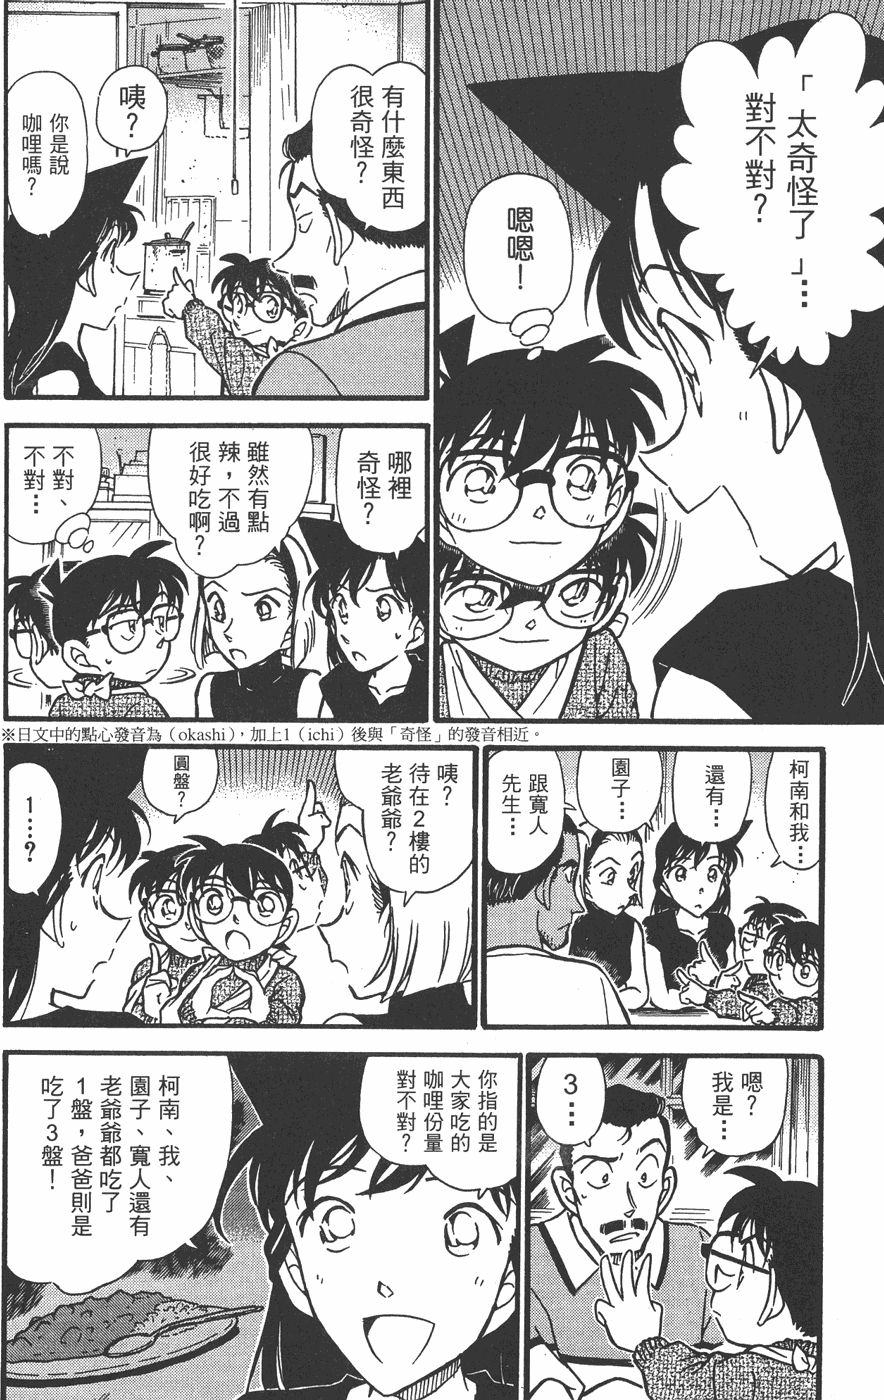 「太奇怪了」…
對不對？
嗯嗯！
有什麼東西
很奇怪？
咦？
你是說
咖哩嗎？
哪裡
奇怪？
雖然有點
辣，不過
很好吃啊？
不對、
不對…
※日文中的點心發音為（okashi），加上1（ichi）後與「奇怪」的發音相近。
柯南和我…
還有…
園子…
跟寬人
先生…
咦？
待在2樓的
老爺爺？
圓盤？
1…？
嗯？
我是…
3…
你指的是
大家吃的
咖哩份量
對不對？
柯南、我、
園子、寬人還有
老爺爺都吃了
1盤，爸爸則是
吃了3盤！